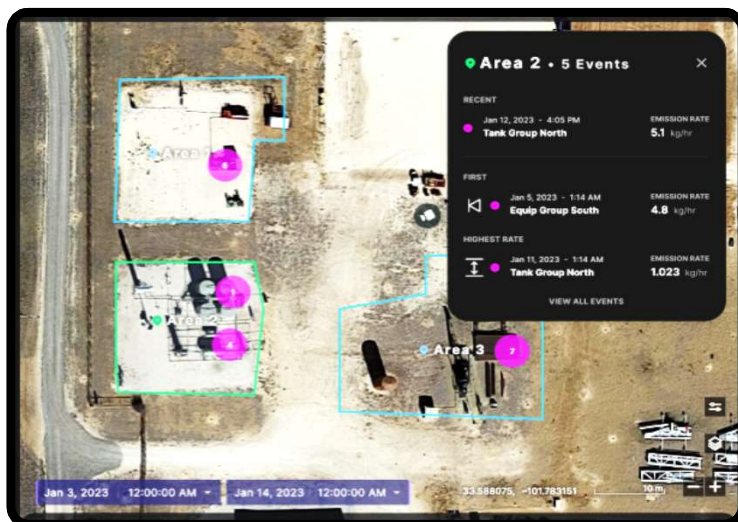 Area 2 • 5 Events
RECENT
Jan 12, 2023 - 4:05 PM
EMISSION RATE
Tank Group North
5.1 kg/hr
FIRST
Jan 5, 2023 - 1:14 AM
EMISSION RATE
Equip Group South
4.8 kg/hr
HIGHEST RATE
Jan 11, 2023 - 1:14 AM
EMISSION RATE
Tank Group North
1.023 kg/hr
VIEW ALL EVENTS
Area
Area 2
4
Area 3
7
Jan 3, 2023 12:00:00 AM
Jan 14, 2023 12:00:00 AM
33.588075, -101.783151
10 m